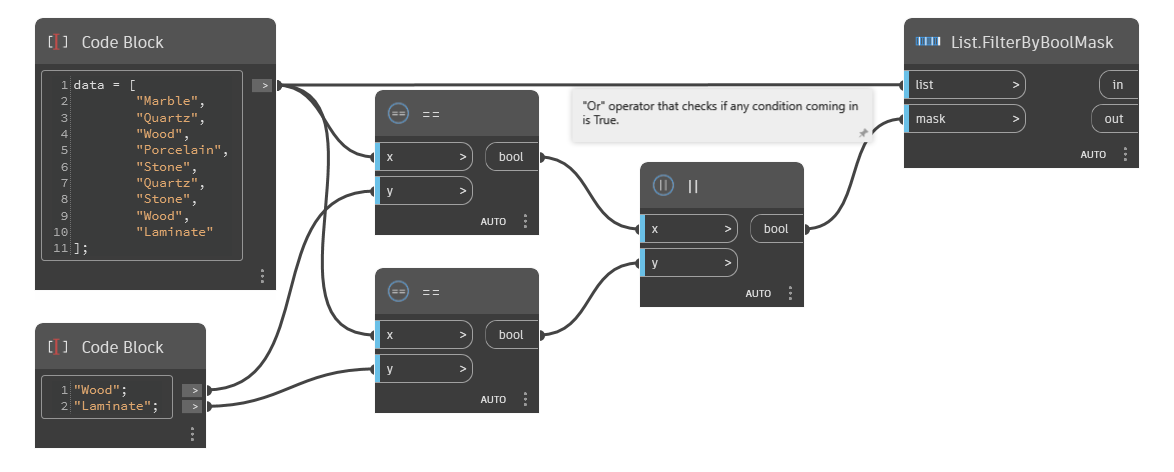 Code Block
1 data = [
2 "Marble",
3 "Quartz",
4 "Wood",
5 "Porcelain",
6 "Stone",
7 "Quartz",
8 "Stone",
9 "Wood",
10 "Laminate"
11 ];
>
Code Block
1 "Wood"; >
2 "Laminate"; >
==
x > bool
y >
AUTO
==
x > bool
y >
AUTO
"Or" operator that checks if any condition coming in
is True.
||
x > bool
y >
AUTO
List.FilterByBoolMask
list > in
mask > out
AUTO